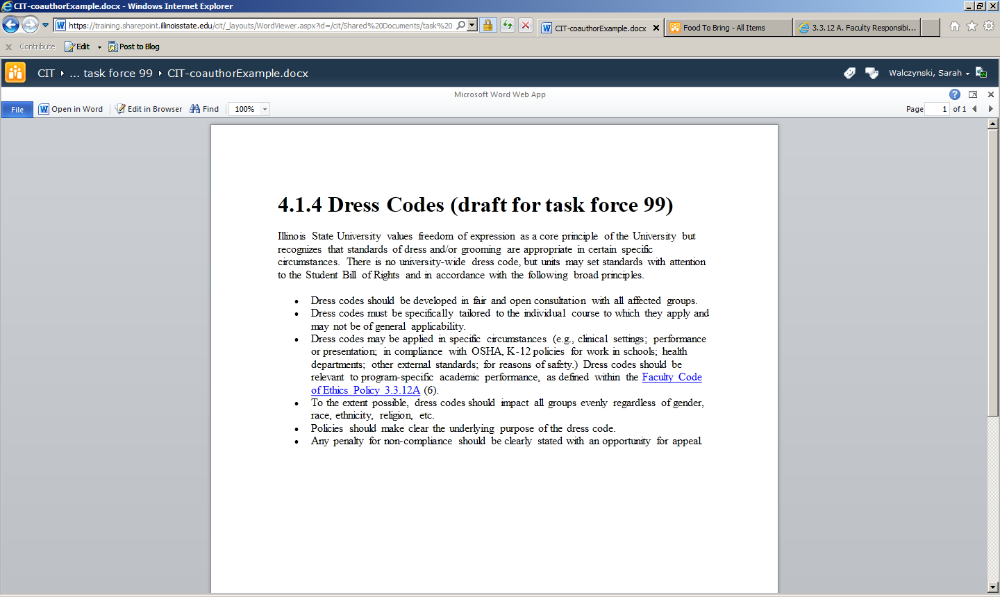 CIT-coauthorExample.docx - Windows Internet Explorer
https://training.sharepoint.illinoisstate.edu/cit/_layouts/WordViewer.aspx?id=/cit/Shared%20Documents/task%20
CIT-coauthorExample.docx
Food To Bring - All Items
3.3.12 A. Faculty Responsibi...
x Contribute Edit Post to Blog
CIT ... task force 99 CIT-coauthorExample.docx
Walczynski, Sarah
Microsoft Word Web App
File Open in Word Edit in Browser Find 100%
Page 1 of 1
4.1.4 Dress Codes (draft for task force 99)
Illinois State University values freedom of expression as a core principle of the University but
recognizes that standards of dress and/or grooming are appropriate in certain specific
circumstances. There is no university-wide dress code, but units may set standards with attention
to the Student Bill of Rights and in accordance with the following broad principles.
• Dress codes should be developed in fair and open consultation with all affected groups.
• Dress codes must be specifically tailored to the individual course to which they apply and
may not be of general applicability.
• Dress codes may be applied in specific circumstances (e.g., clinical settings; performance
or presentation; in compliance with OSHA, K-12 policies for work in schools; health
departments; other external standards; for reasons of safety.) Dress codes should be
relevant to program-specific academic performance, as defined within the Faculty Code
of Ethics Policy 3.3.12A (6).
• To the extent possible, dress codes should impact all groups evenly regardless of gender,
race, ethnicity, religion, etc.
• Policies should make clear the underlying purpose of the dress code.
• Any penalty for non-compliance should be clearly stated with an opportunity for appeal.